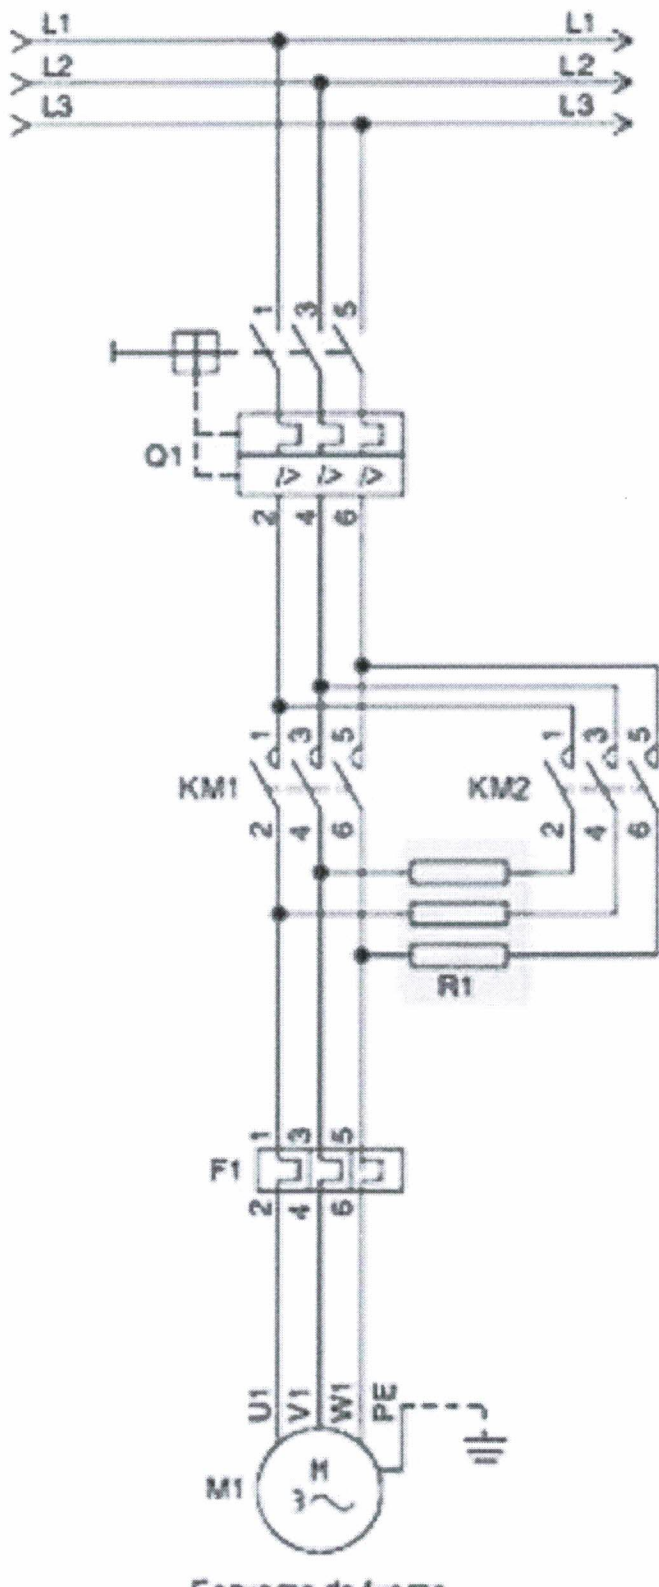 L1 L1
L2 L2
L3 L3
1 3 5
Q1
I> I> I>
2 4 6
1 3 5 1 3 5
KM1 KM2
2 4 6 2 4 6
R1
1 3 5
F1
2 4 6
U1 V1 W1 PE
M1
M
3~